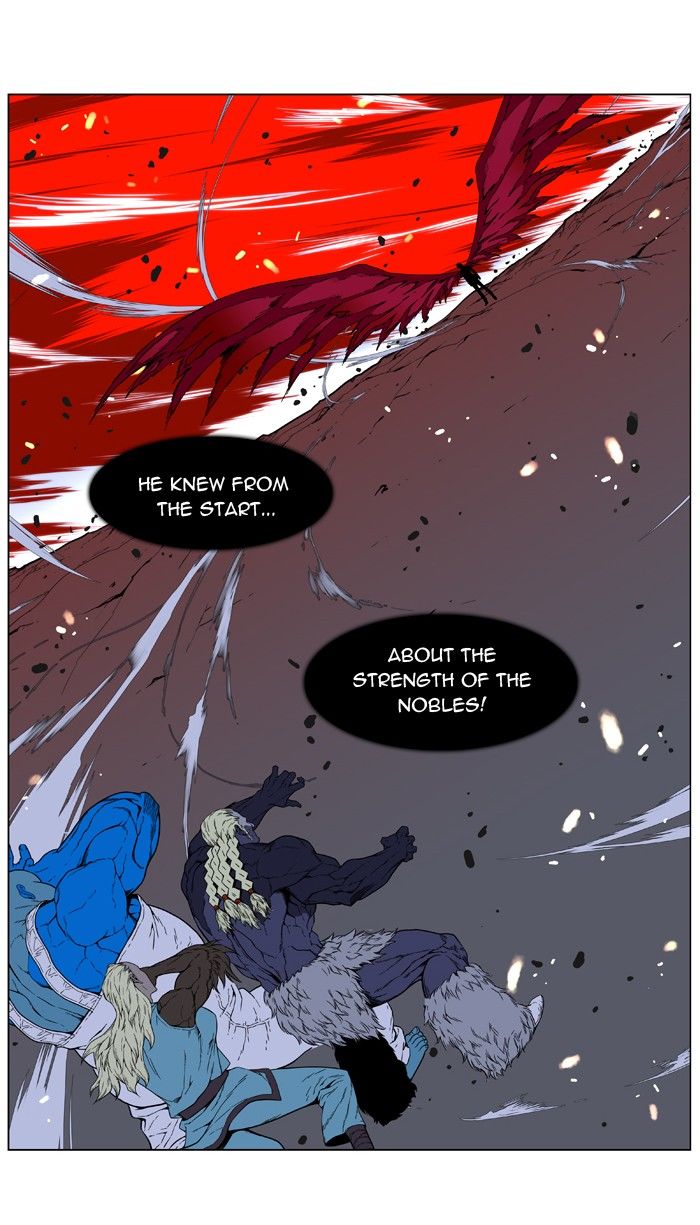 HE KNEW FROM
THE START...
ABOUT THE
STRENGTH OF THE
NOBLES!